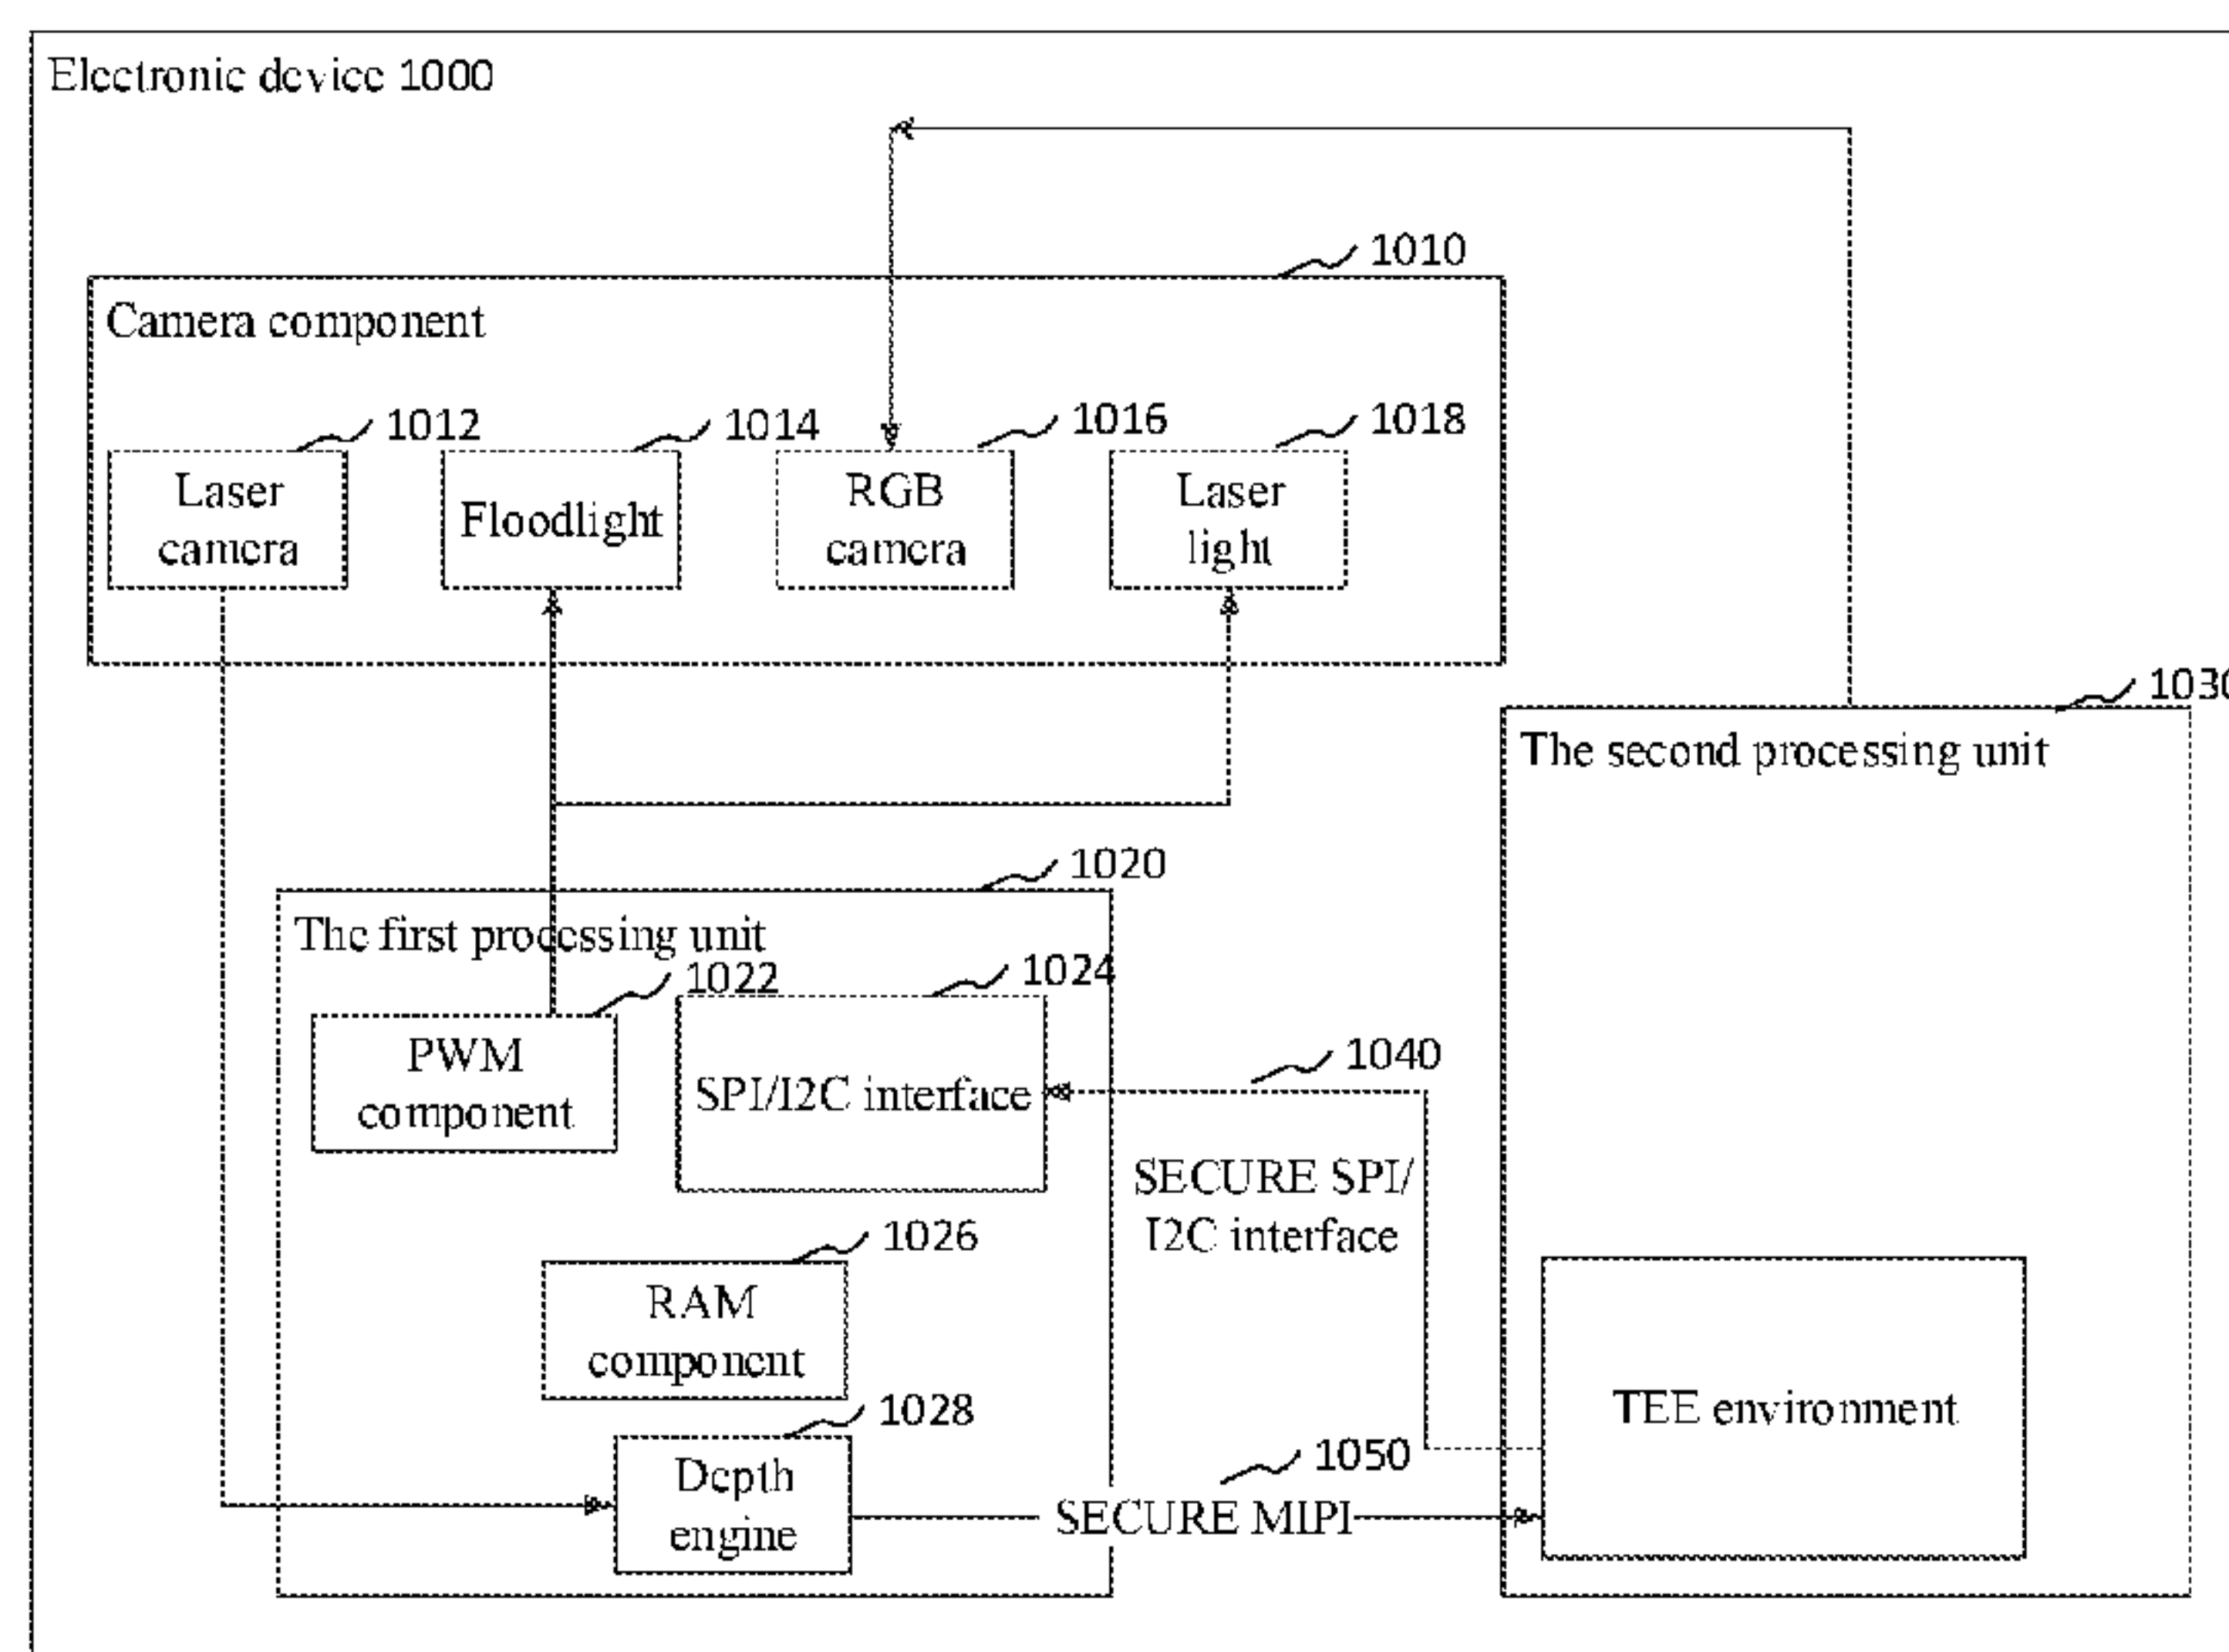 Electronic device 1000
1010
Camera component
1012
1014
1016
1018
Laser
camera
Floodlight
RGB
camera
Laser
light
1030
The second processing unit
1020
The first processing unit
1022
1024
PWM
component
SPI/I2C interface
1040
SECURE SPI/
I2C interface
1026
RAM
component
1028
Depth
engine
1050
SECURE MIPI
TEE environment